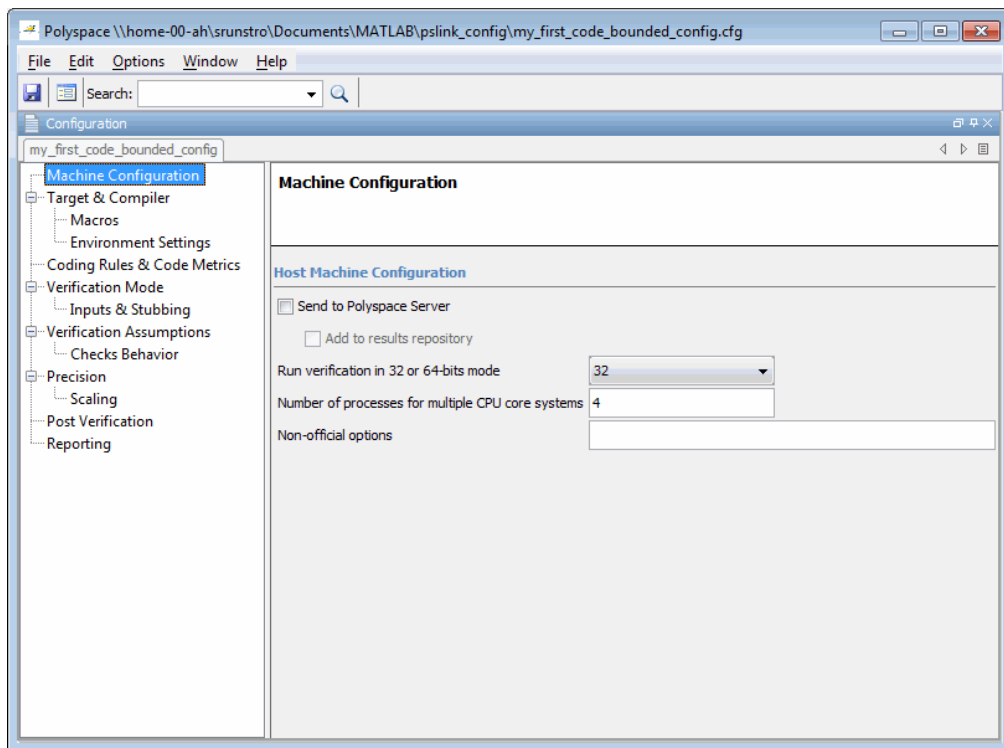 Polyspace \\home-00-ah\srunstro\Documents\MATLAB\pslink_config\my_first_code_bounded_config.cfg
File Edit Options Window Help
Search:
Configuration
my_first_code_bounded_config
Machine Configuration
Target & Compiler
Macros
Environment Settings
Coding Rules & Code Metrics
Verification Mode
Inputs & Stubbing
Verification Assumptions
Checks Behavior
Precision
Scaling
Post Verification
Reporting
Machine Configuration
Host Machine Configuration
Send to Polyspace Server
Add to results repository
Run verification in 32 or 64-bits mode 32
Number of processes for multiple CPU core systems 4
Non-official options